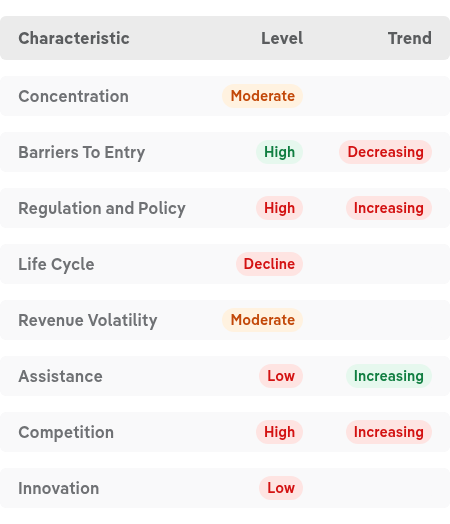 Characteristic Level Trend
Concentration Moderate
Barriers To Entry High Decreasing
Regulation and Policy High Increasing
Life Cycle Decline
Revenue Volatility Moderate
Assistance Low Increasing
Competition High Increasing
Innovation Low